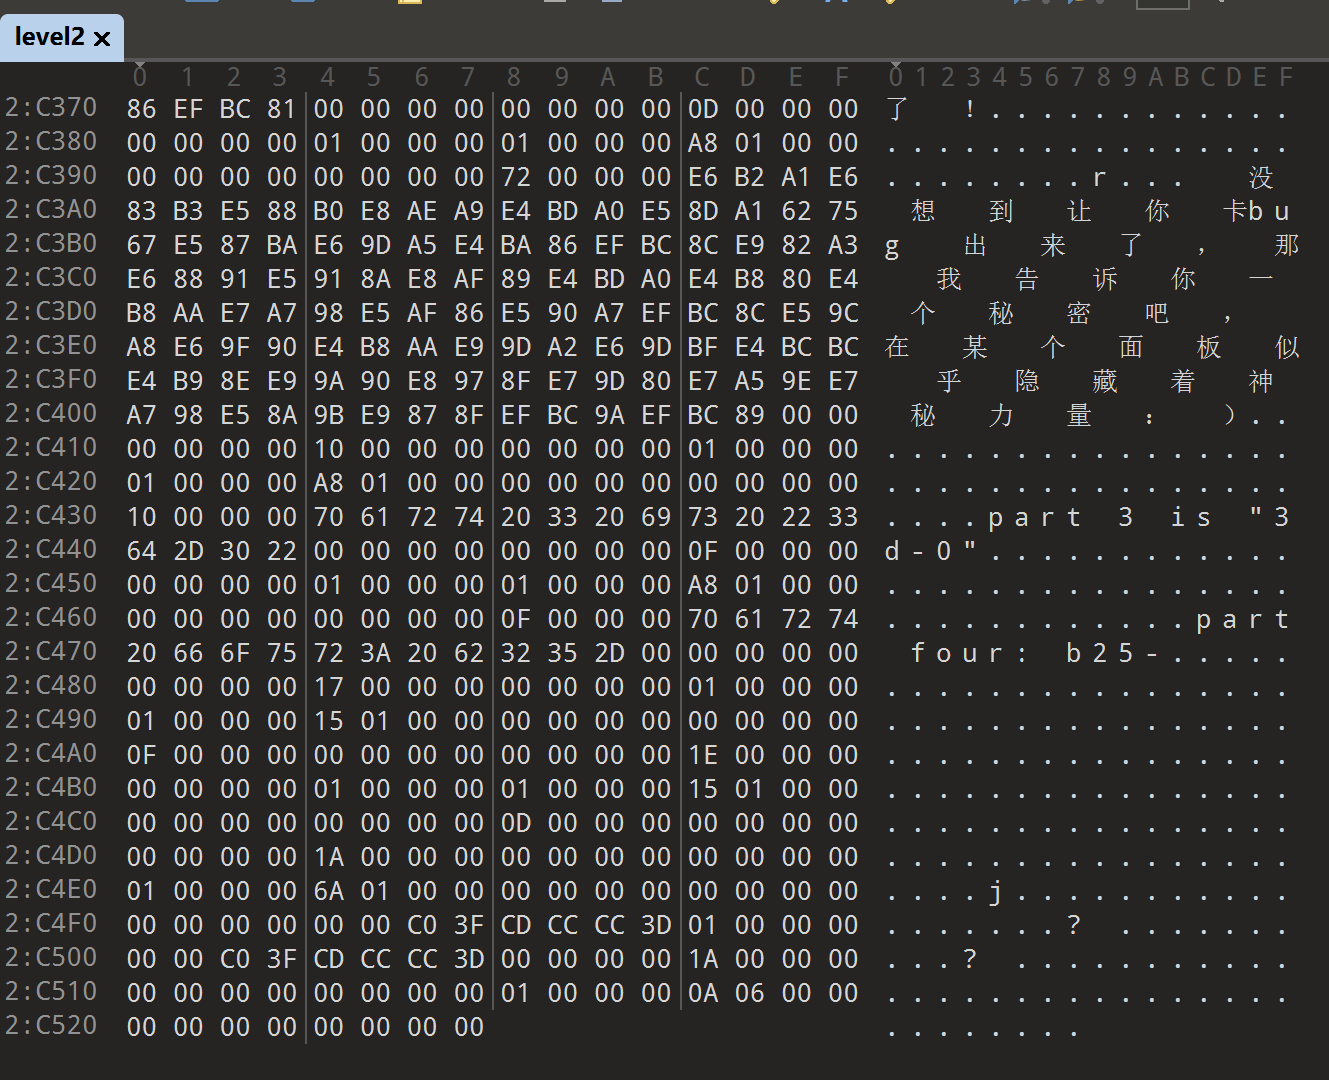 level2 ×
0 1 2 3 4 5 6 7 8 9 A B C D E F 0 1 2 3 4 5 6 7 8 9 A B C D E F
2:C370 86 EF BC 81 00 00 00 00 00 00 00 00 0D 00 00 00 了 ！. . . . . . . . . . . .
2:C380 00 00 00 00 01 00 00 00 01 00 00 00 A8 01 00 00 . . . . . . . . . . . . . . . .
2:C390 00 00 00 00 00 00 00 00 72 00 00 00 E6 B2 A1 E6 . . . . . . . . r . . . 没
2:C3A0 83 B3 E5 88 B0 E8 AE A9 E4 BD A0 E5 8D A1 62 75 想 到 让 你 卡 b u
2:C3B0 67 E5 87 BA E6 9D A5 E4 BA 86 EF BC 8C E9 82 A3 g 出 来 了 ， 那
2:C3C0 E6 88 91 E5 91 8A E8 AF 89 E4 BD A0 E4 B8 80 E4 我 告 诉 你 一
2:C3D0 B8 AA E7 A7 98 E5 AF 86 E5 90 A7 EF BC 8C E5 9C 个 秘 密 吧 ，
2:C3E0 A8 E6 9F 90 E4 B8 AA E9 9D A2 E6 9D BF E4 BC BC 在 某 个 面 板 似
2:C3F0 E4 B9 8E E9 9A 90 E8 97 8F E7 9D 80 E7 A5 9E E7 乎 隐 藏 着 神
2:C400 A7 98 E5 8A 9B E9 87 8F EF BC 9A EF BC 89 00 00 秘 力 量 ： ） . .
2:C410 00 00 00 00 10 00 00 00 00 00 00 00 01 00 00 00 . . . . . . . . . . . . . . . .
2:C420 01 00 00 00 A8 01 00 00 00 00 00 00 00 00 00 00 . . . . . . . . . . . . . . . .
2:C430 10 00 00 00 70 61 72 74 20 33 20 69 73 20 22 33 . . . . p a r t 3 i s " 3
2:C440 64 2D 30 22 00 00 00 00 00 00 00 00 0F 00 00 00 d - 0 " . . . . . . . . . . . .
2:C450 00 00 00 00 01 00 00 00 01 00 00 00 A8 01 00 00 . . . . . . . . . . . . . . . .
2:C460 00 00 00 00 00 00 00 00 0F 00 00 00 70 61 72 74 . . . . . . . . . . . . p a r t
2:C470 20 66 6F 75 72 3A 20 62 32 35 2D 00 00 00 00 00 f o u r : b 2 5 - . . . . .
2:C480 00 00 00 00 17 00 00 00 00 00 00 00 01 00 00 00 . . . . . . . . . . . . . . . .
2:C490 01 00 00 00 15 01 00 00 00 00 00 00 00 00 00 00 . . . . . . . . . . . . . . . .
2:C4A0 0F 00 00 00 00 00 00 00 00 00 00 00 1E 00 00 00 . . . . . . . . . . . . . . . .
2:C4B0 00 00 00 00 01 00 00 00 01 00 00 00 15 01 00 00 . . . . . . . . . . . . . . . .
2:C4C0 00 00 00 00 00 00 00 00 0D 00 00 00 00 00 00 00 . . . . . . . . . . . . . . . .
2:C4D0 00 00 00 00 1A 00 00 00 00 00 00 00 00 00 00 00 . . . . . . . . . . . . . . . .
2:C4E0 01 00 00 00 6A 01 00 00 00 00 00 00 00 00 00 00 . . . . j . . . . . . . . . . .
2:C4F0 00 00 00 00 00 00 C0 3F CD CC CC 3D 01 00 00 00 . . . . . . . ? . . . . . . .
2:C500 00 00 C0 3F CD CC CC 3D 00 00 00 00 1A 00 00 00 . . . ? . . . . . . . . . . .
2:C510 00 00 00 00 00 00 00 00 01 00 00 00 0A 06 00 00 . . . . . . . . . . . . . . . .
2:C520 00 00 00 00 00 00 00 00 . . . . . . . .